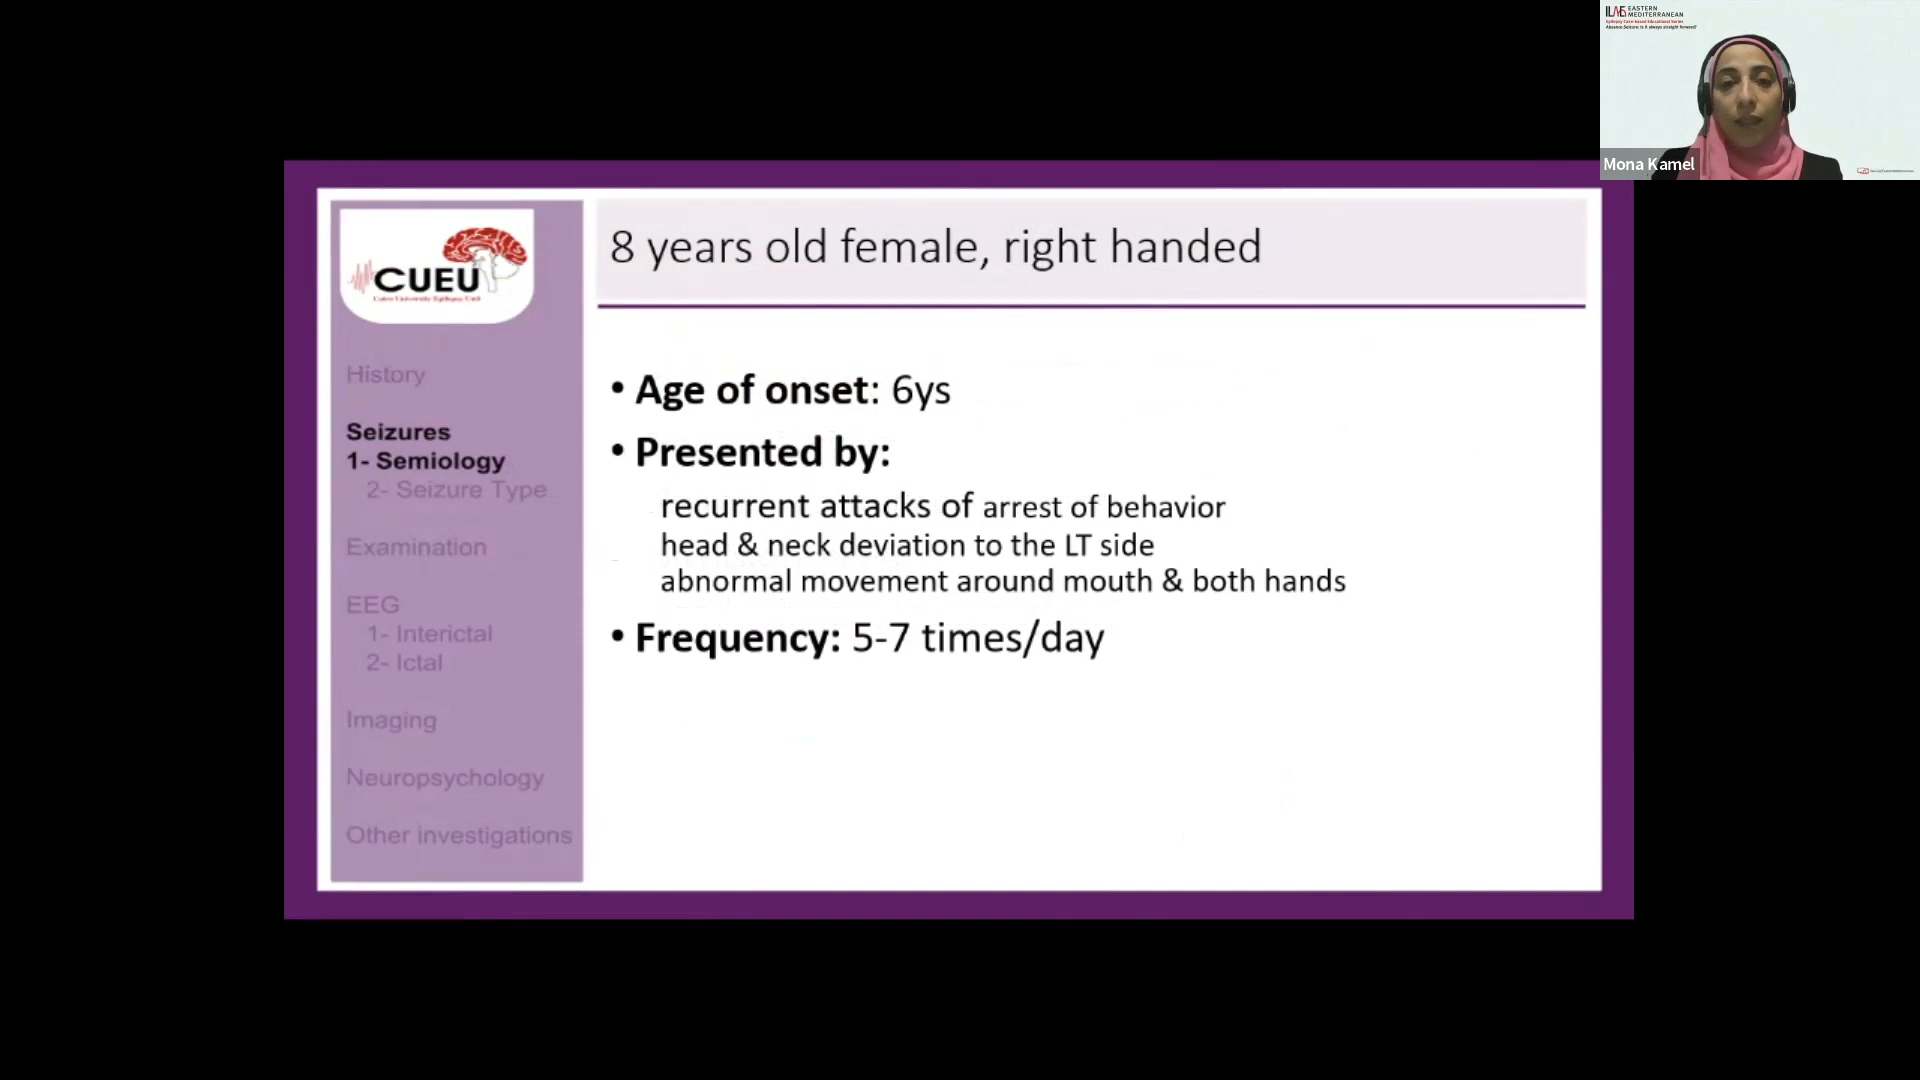 ILAE EASTERN
MEDITERRANEAN
Epilepsy Case-based Educational Series
Absence Seizure: Is it always straight forward?
Mona Kamel
CUEU
Cairo University Epilepsy Unit
8 years old female, right handed
History
Seizures
1- Semiology
2- Seizure Type
Examination
EEG
1- Interictal
2- Ictal
Imaging
Neuropsychology
Other investigations
• Age of onset: 6ys
• Presented by:
recurrent attacks of arrest of behavior
head & neck deviation to the LT side
abnormal movement around mouth & both hands
• Frequency: 5-7 times/day